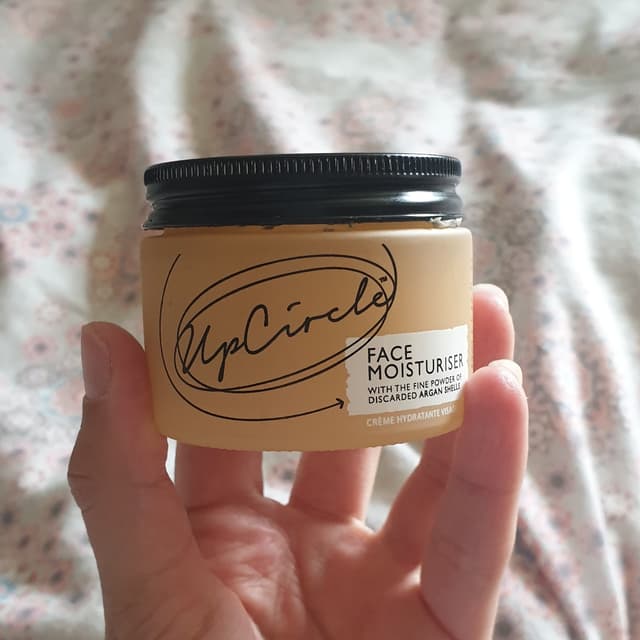 UpCircle
FACE
MOISTURISER
WITH THE FINE POWDER OF
DISCARDED ARGAN SHELLS
CRÈME HYDRATANTE VISAGE